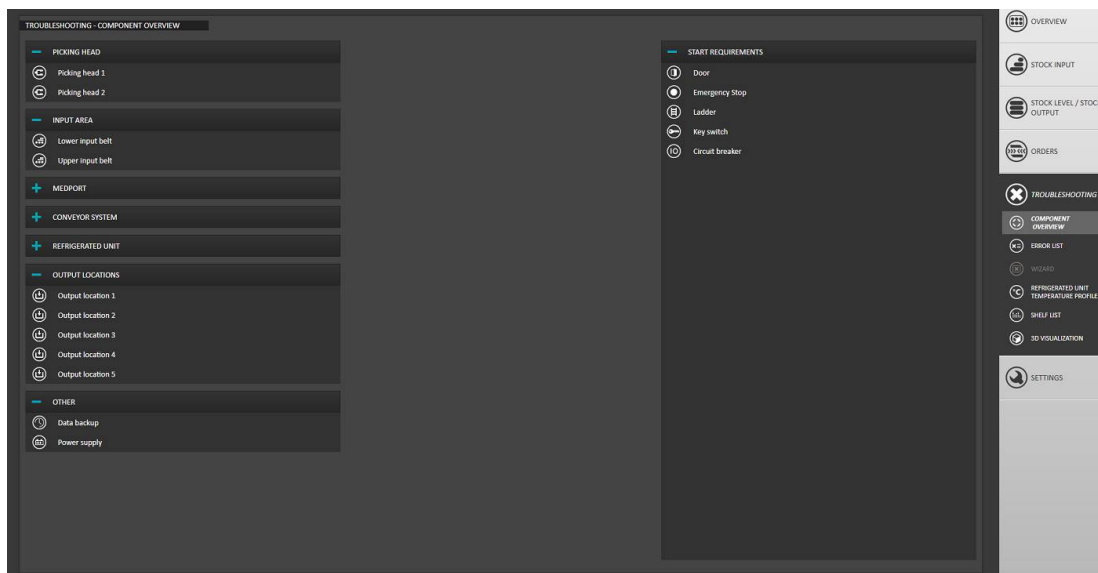 TROUBLESHOOTING - COMPONENT OVERVIEW
PICKING HEAD
Picking head 1
Picking head 2
INPUT AREA
Lower input belt
Upper input belt
MEDPORT
CONVEYOR SYSTEM
REFRIGERATED UNIT
OUTPUT LOCATIONS
Output location 1
Output location 2
Output location 3
Output location 4
Output location 5
OTHER
Data backup
Power supply
START REQUIREMENTS
Door
Emergency Stop
Ladder
Key switch
Circuit breaker
OVERVIEW
STOCK INPUT
STOCK LEVEL / STOC
OUTPUT
ORDERS
TROUBLESHOOTING
COMPONENT
OVERVIEW
ERROR LIST
WIZARD
REFRIGERATED UNIT
TEMPERATURE PROFILE
SHELF LIST
3D VISUALIZATION
SETTINGS